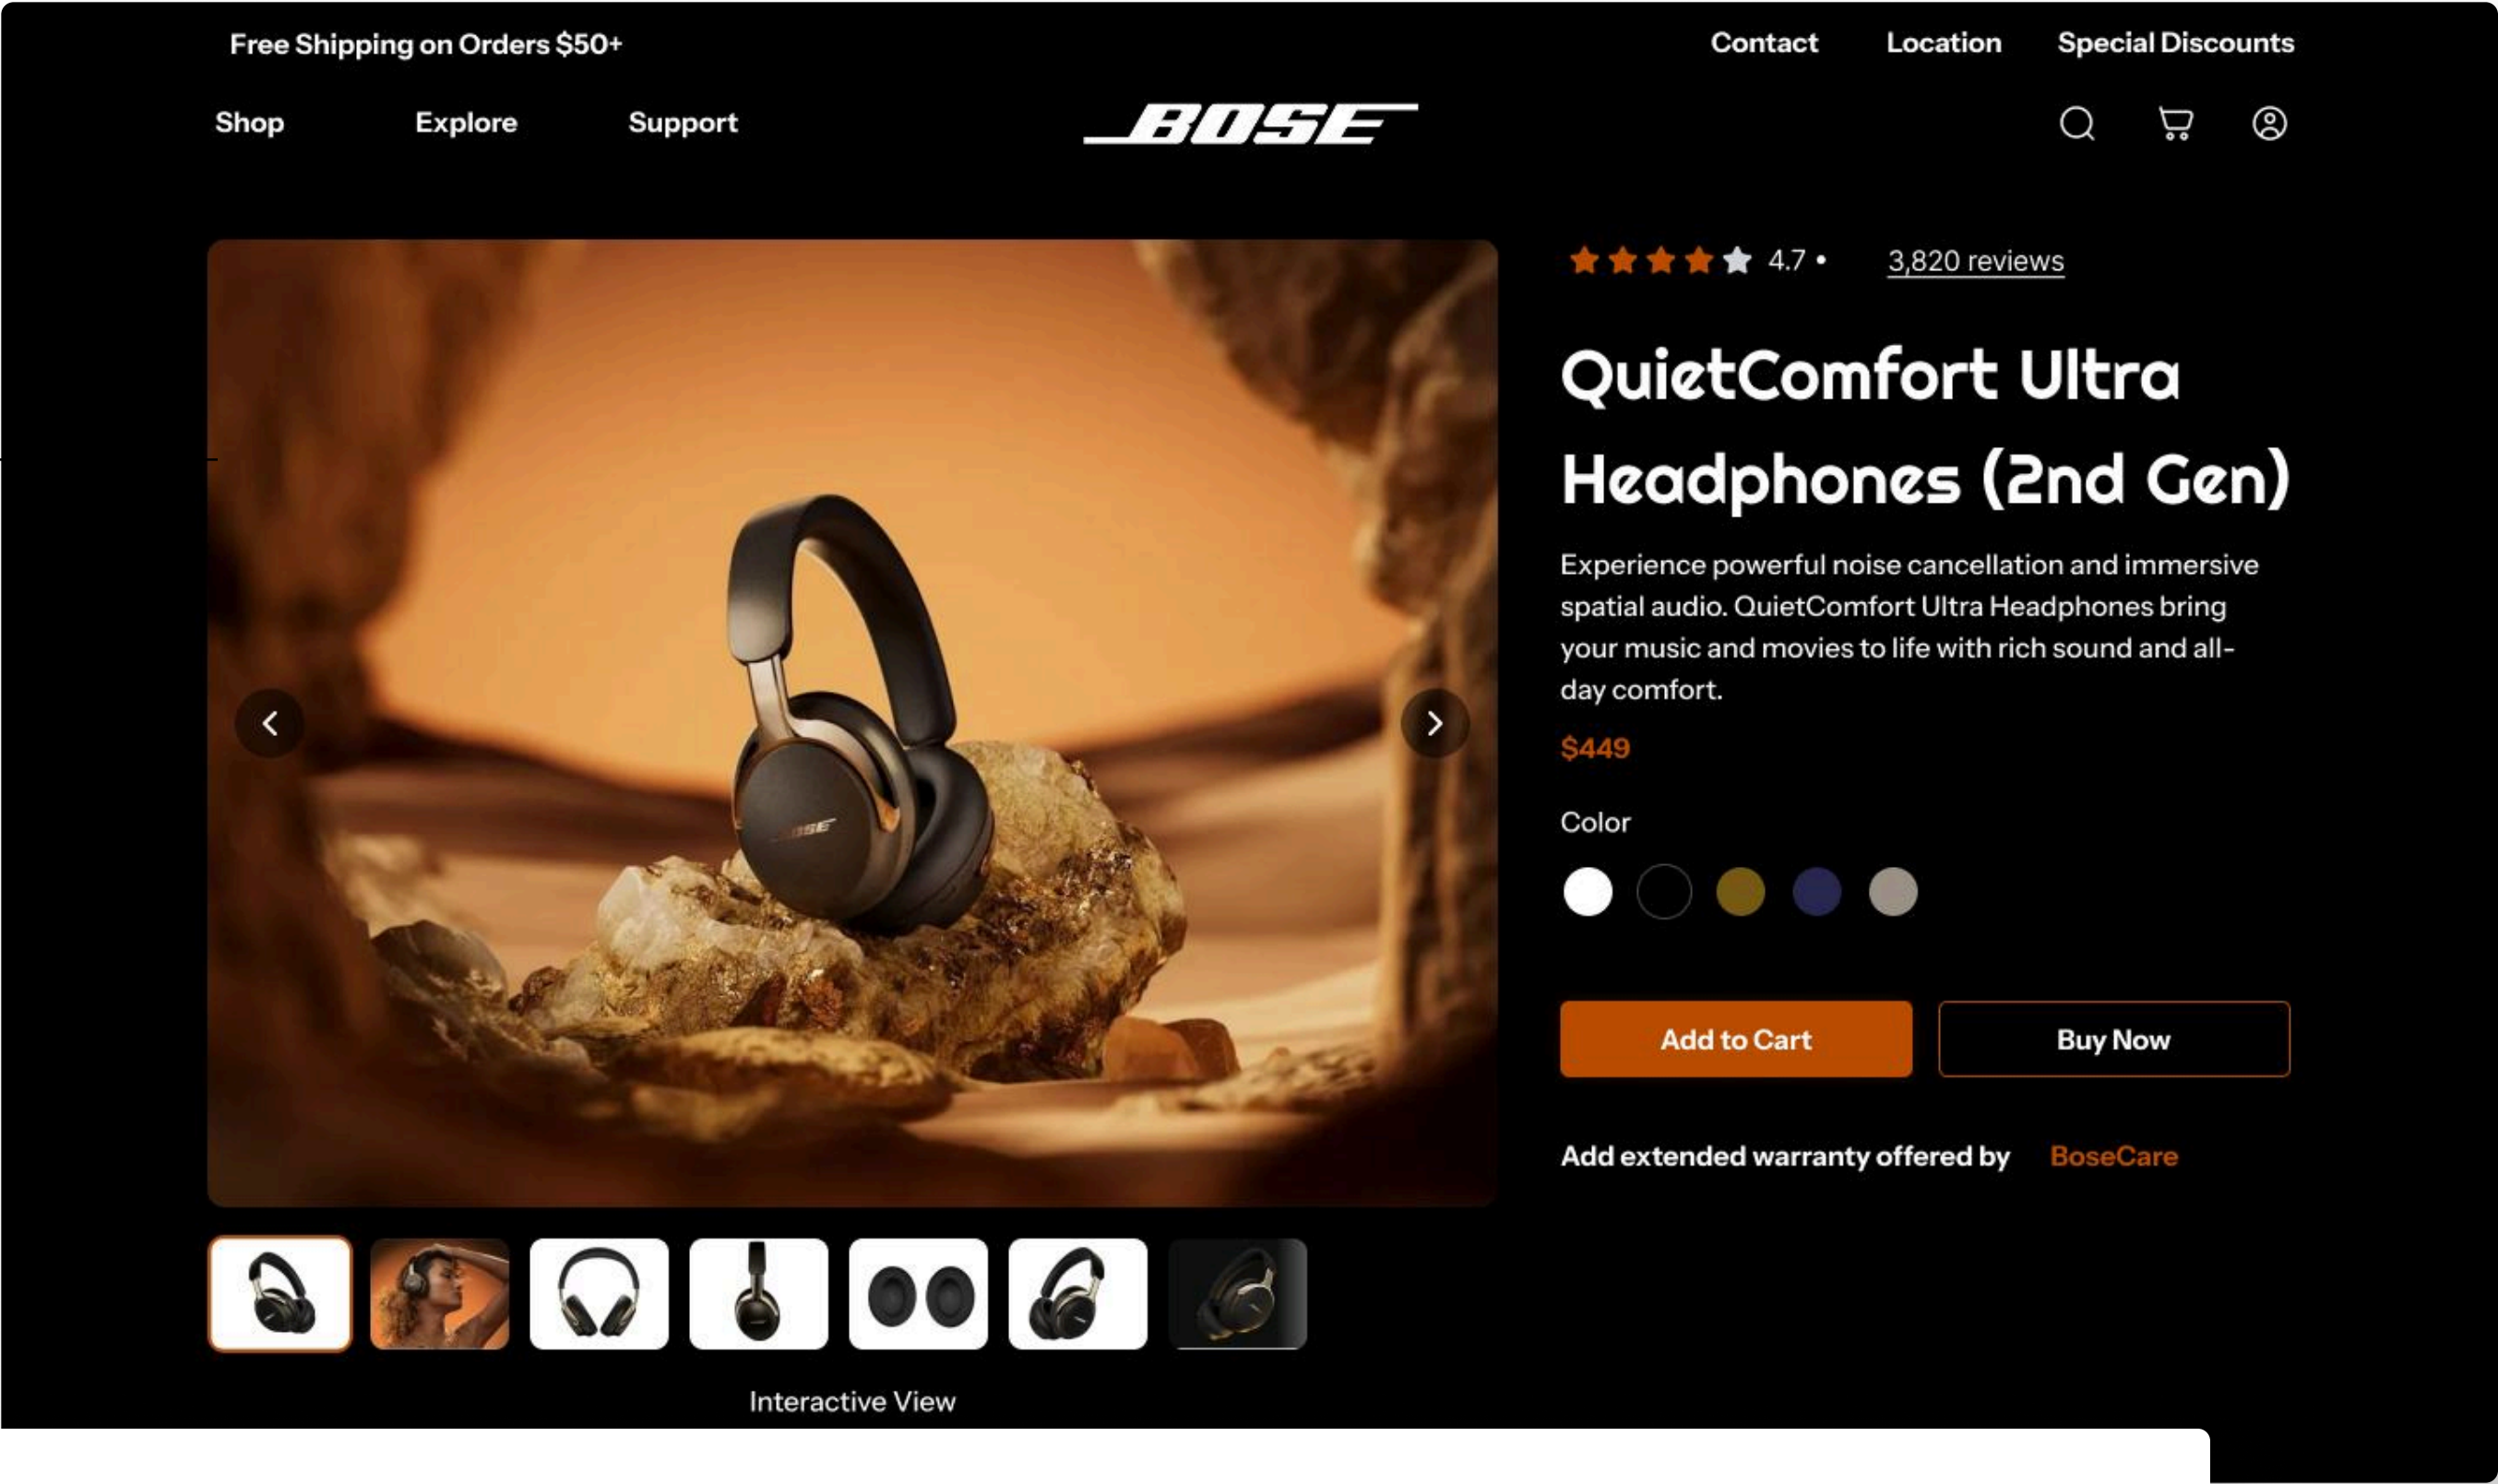 Free Shipping on Orders $50+
Contact
Location
Special Discounts
Shop
Explore
Support
BOSE
4.7 •
3,820 reviews
QuietComfort Ultra
Headphones (2nd Gen)
Experience powerful noise cancellation and immersive
spatial audio. QuietComfort Ultra Headphones bring
your music and movies to life with rich sound and all-
day comfort.
$449
Color
BOSE
Add to Cart
Buy Now
Add extended warranty offered by BoseCare
Interactive View